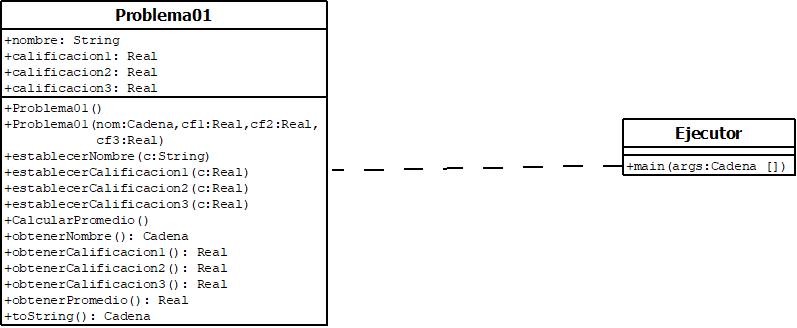 Problema01
+nombre: String
+calificacion1: Real
+calificacion2: Real
+calificacion3: Real
+Problema01()
+Problema01(nom:Cadena,cf1:Real,cf2:Real,
cf3:Real)
+establecerNombre(c:String)
+establecerCalificacion1(c:Real)
+establecerCalificacion2(c:Real)
+establecerCalificacion3(c:Real)
+CalcularPromedio()
+obtenerNombre(): Cadena
+obtenerCalificacion1(): Real
+obtenerCalificacion2(): Real
+obtenerCalificacion3(): Real
+obtenerPromedio(): Real
+toString(): Cadena
Ejecutor
+main(args:Cadena [])